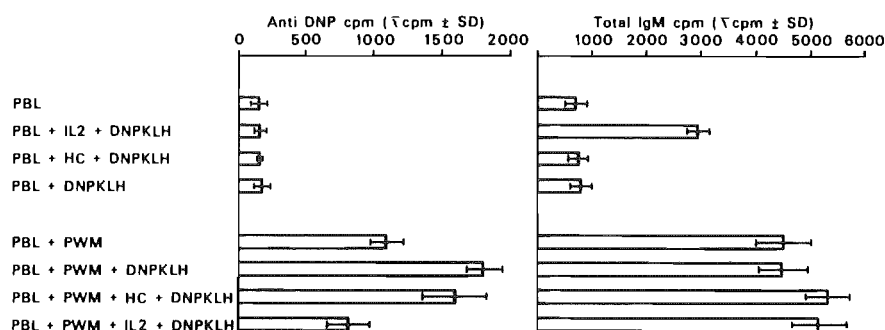 Anti DNP cpm (x̄cpm ± SD) Total IgM cpm (x̄cpm ± SD)
0 500 1000 1500 2000 1000 2000 3000 4000 5000 6000
PBL
PBL + IL2 + DNPKLH
PBL + HC + DNPKLH
PBL + DNPKLH
PBL + PWM
PBL + PWM + DNPKLH
PBL + PWM + HC + DNPKLH
PBL + PWM + IL2 + DNPKLH